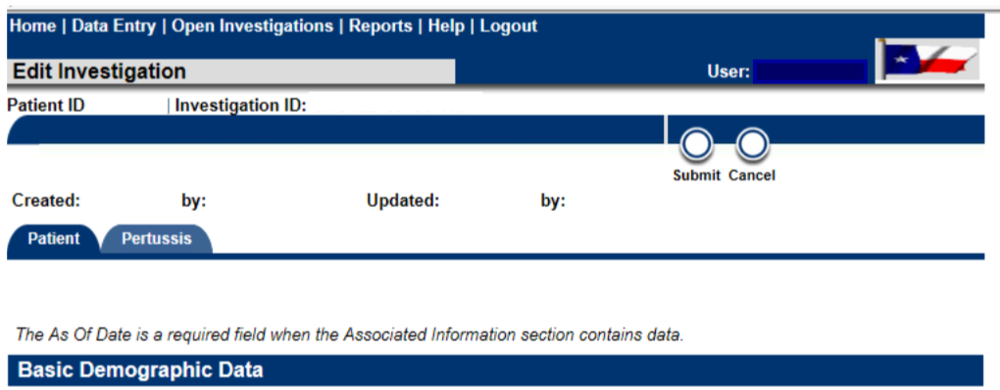 Home | Data Entry | Open Investigations | Reports | Help | Logout
Edit Investigation
User:
Patient ID | Investigation ID:
Submit Cancel
Created: by: Updated: by:
Patient Pertussis
The As Of Date is a required field when the Associated Information section contains data.
Basic Demographic Data